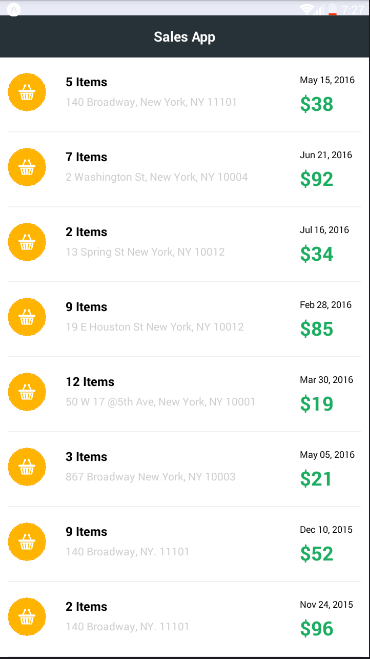 7:27
Sales App
5 Items
May 15, 2016
140 Broadway, New York, NY 11101
$38
7 Items
Jun 21, 2016
2 Washington St, New York, NY 10004
$92
2 Items
Jul 16, 2016
13 Spring St New York, NY 10012
$34
9 Items
Feb 28, 2016
19 E Houston St New York, NY 10012
$85
12 Items
Mar 30, 2016
50 W 17 @5th Ave, New York, NY 10001
$19
3 Items
May 05, 2016
867 Broadway New York, NY 10003
$21
9 Items
Dec 10, 2015
140 Broadway, NY. 11101
$52
2 Items
Nov 24, 2015
140 Broadway, NY. 11101
$96